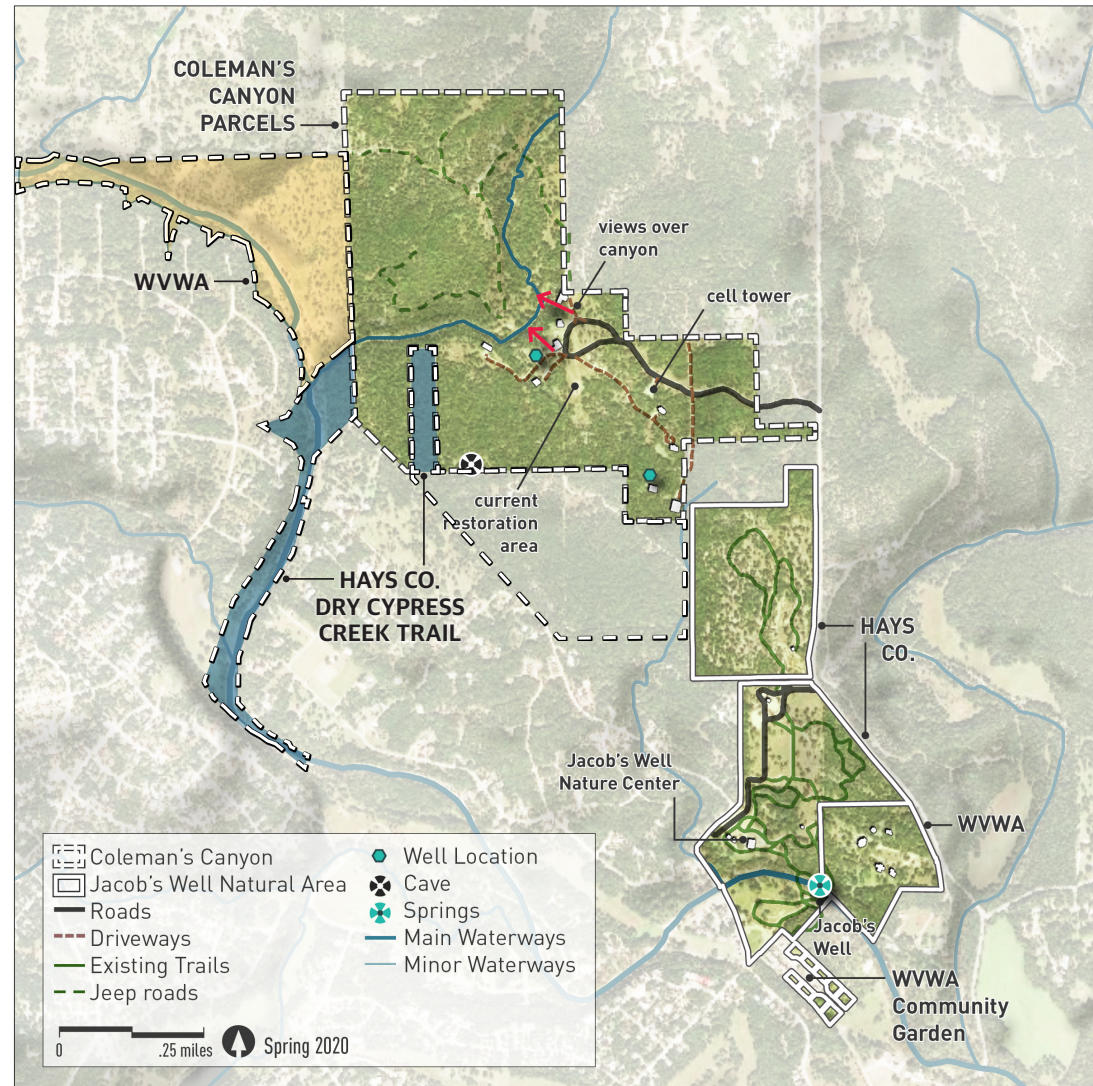 COLEMAN'S
CANYON
PARCELS
views over
canyon
WVWA
cell tower
current
restoration
area
HAYS CO.
DRY CYPRESS
CREEK TRAIL
HAYS
CO.
Jacob's Well
Nature Center
WVWA
Jacob's
Well
WVWA
Community
Garden
Coleman's Canyon
Jacob's Well Natural Area
Roads
Driveways
Existing Trails
Jeep roads
Well Location
Cave
Springs
Main Waterways
Minor Waterways
0
.25 miles
Spring 2020